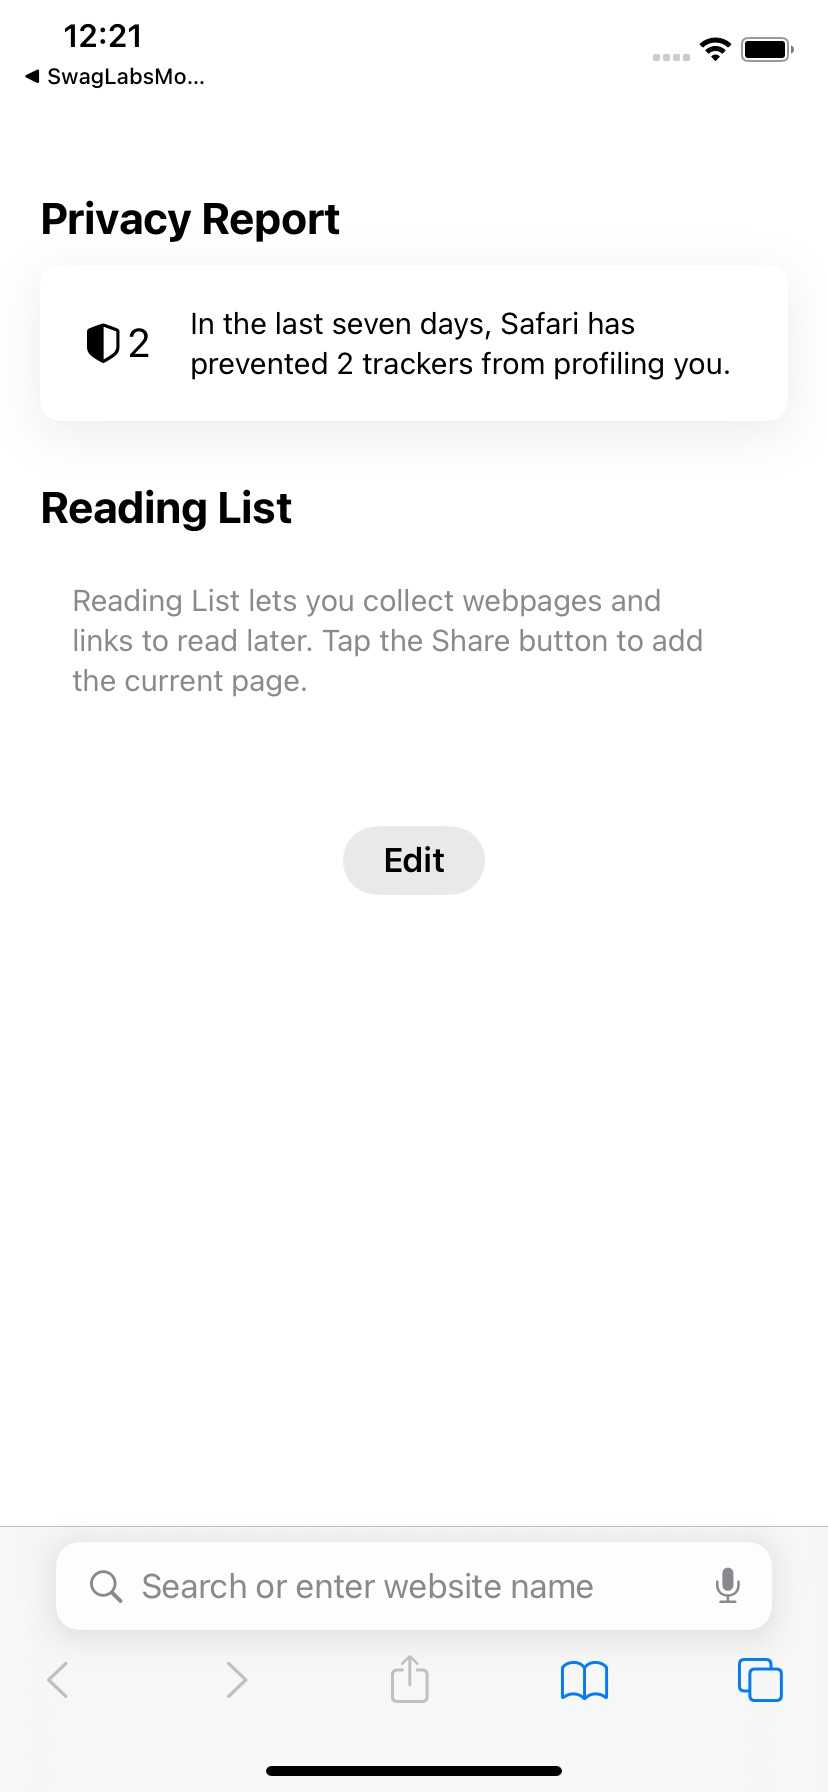 12:21
◀ SwagLabsMo...
Privacy Report
2
In the last seven days, Safari has
prevented 2 trackers from profiling you.
Reading List
Reading List lets you collect webpages and
links to read later. Tap the Share button to add
the current page.
Edit
Search or enter website name